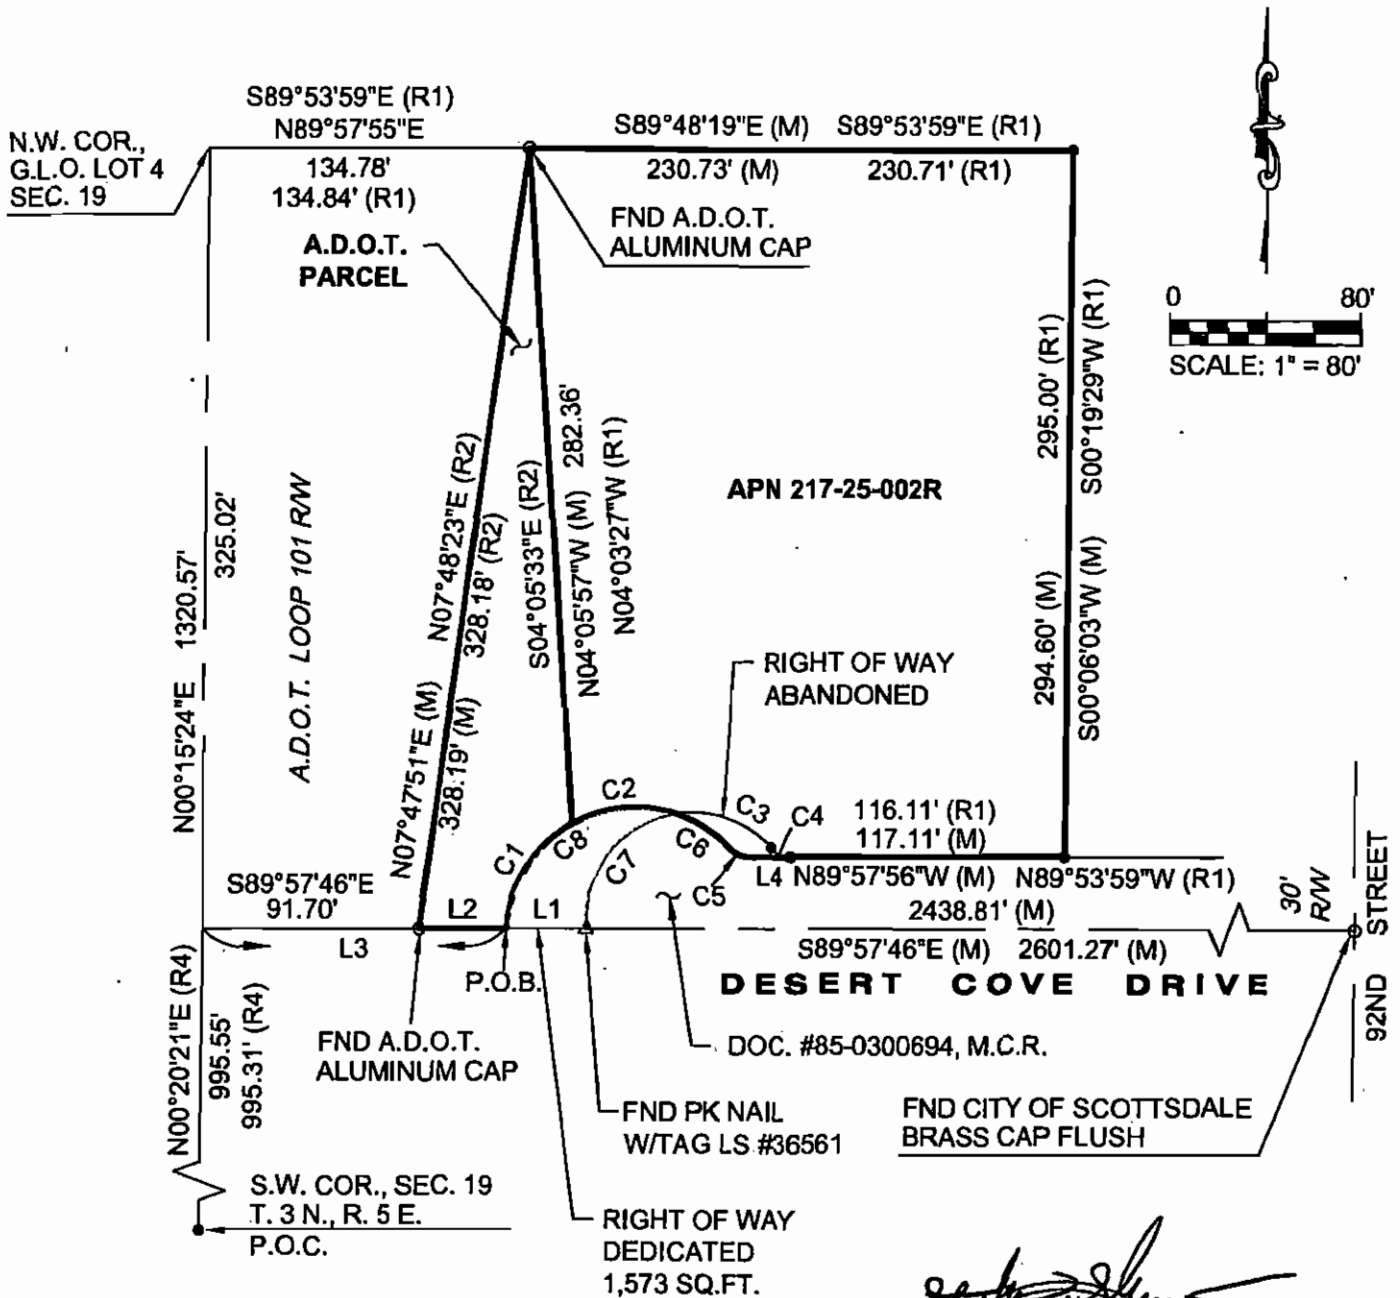 S89°53'59"E (R1)
N89°57'55"E
134.78'
134.84' (R1)
S89°48'19"E (M)
S89°53'59"E (R1)
230.73' (M)
230.71' (R1)
N.W. COR.,
G.L.O. LOT 4
SEC. 19
FND A.D.O.T.
ALUMINUM CAP
A.D.O.T.
PARCEL
0
80'
SCALE: 1" = 80'
295.00' (R1)
S00°19'29"W (R1)
294.60' (M)
S00°06'03"W (M)
APN 217-25-002R
N00°15'24"E 1320.57'
325.02'
A.D.O.T. LOOP 101 R/W
N07°48'23"E (R2)
328.18' (R2)
N07°47'51"E (M)
328.19' (M)
S04°05'33"E (R2)
N04°05'57"W (M) 282.36'
N04°03'27"W (R1)
RIGHT OF WAY
ABANDONED
C1
C8
C2
C7
C6
C3
C4
C5
L4
116.11' (R1)
117.11' (M)
N89°57'56"W (M)
N89°53'59"W (R1)
2438.81' (M)
S89°57'46"E (M) 2601.27' (M)
30'
R/W
92ND STREET
S89°57'46"E
91.70'
L2
L1
L3
P.O.B.
DESERT COVE DRIVE
DOC. #85-0300694, M.C.R.
FND A.D.O.T.
ALUMINUM CAP
FND PK NAIL
W/TAG LS #36561
FND CITY OF SCOTTSDALE
BRASS CAP FLUSH
N00°20'21"E (R4)
995.55'
995.31' (R4)
S.W. COR., SEC. 19
T. 3 N., R. 5 E.
P.O.C.
RIGHT OF WAY
DEDICATED
1,573 SQ.FT.